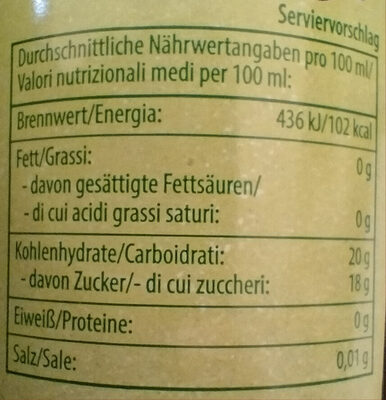 Serviervorschlag
Durchschnittliche Nährwertangaben pro 100 ml/
Valori nutrizionali medi per 100 ml:
Brennwert/Energia: 436 kJ/102 kcal
Fett/Grassi: 0 g
- davon gesättigte Fettsäuren/
- di cui acidi grassi saturi: 0 g
Kohlenhydrate/Carboidrati: 20 g
- davon Zucker/- di cui zuccheri: 18 g
Eiweiß/Proteine: 0 g
Salz/Sale: 0,01 g